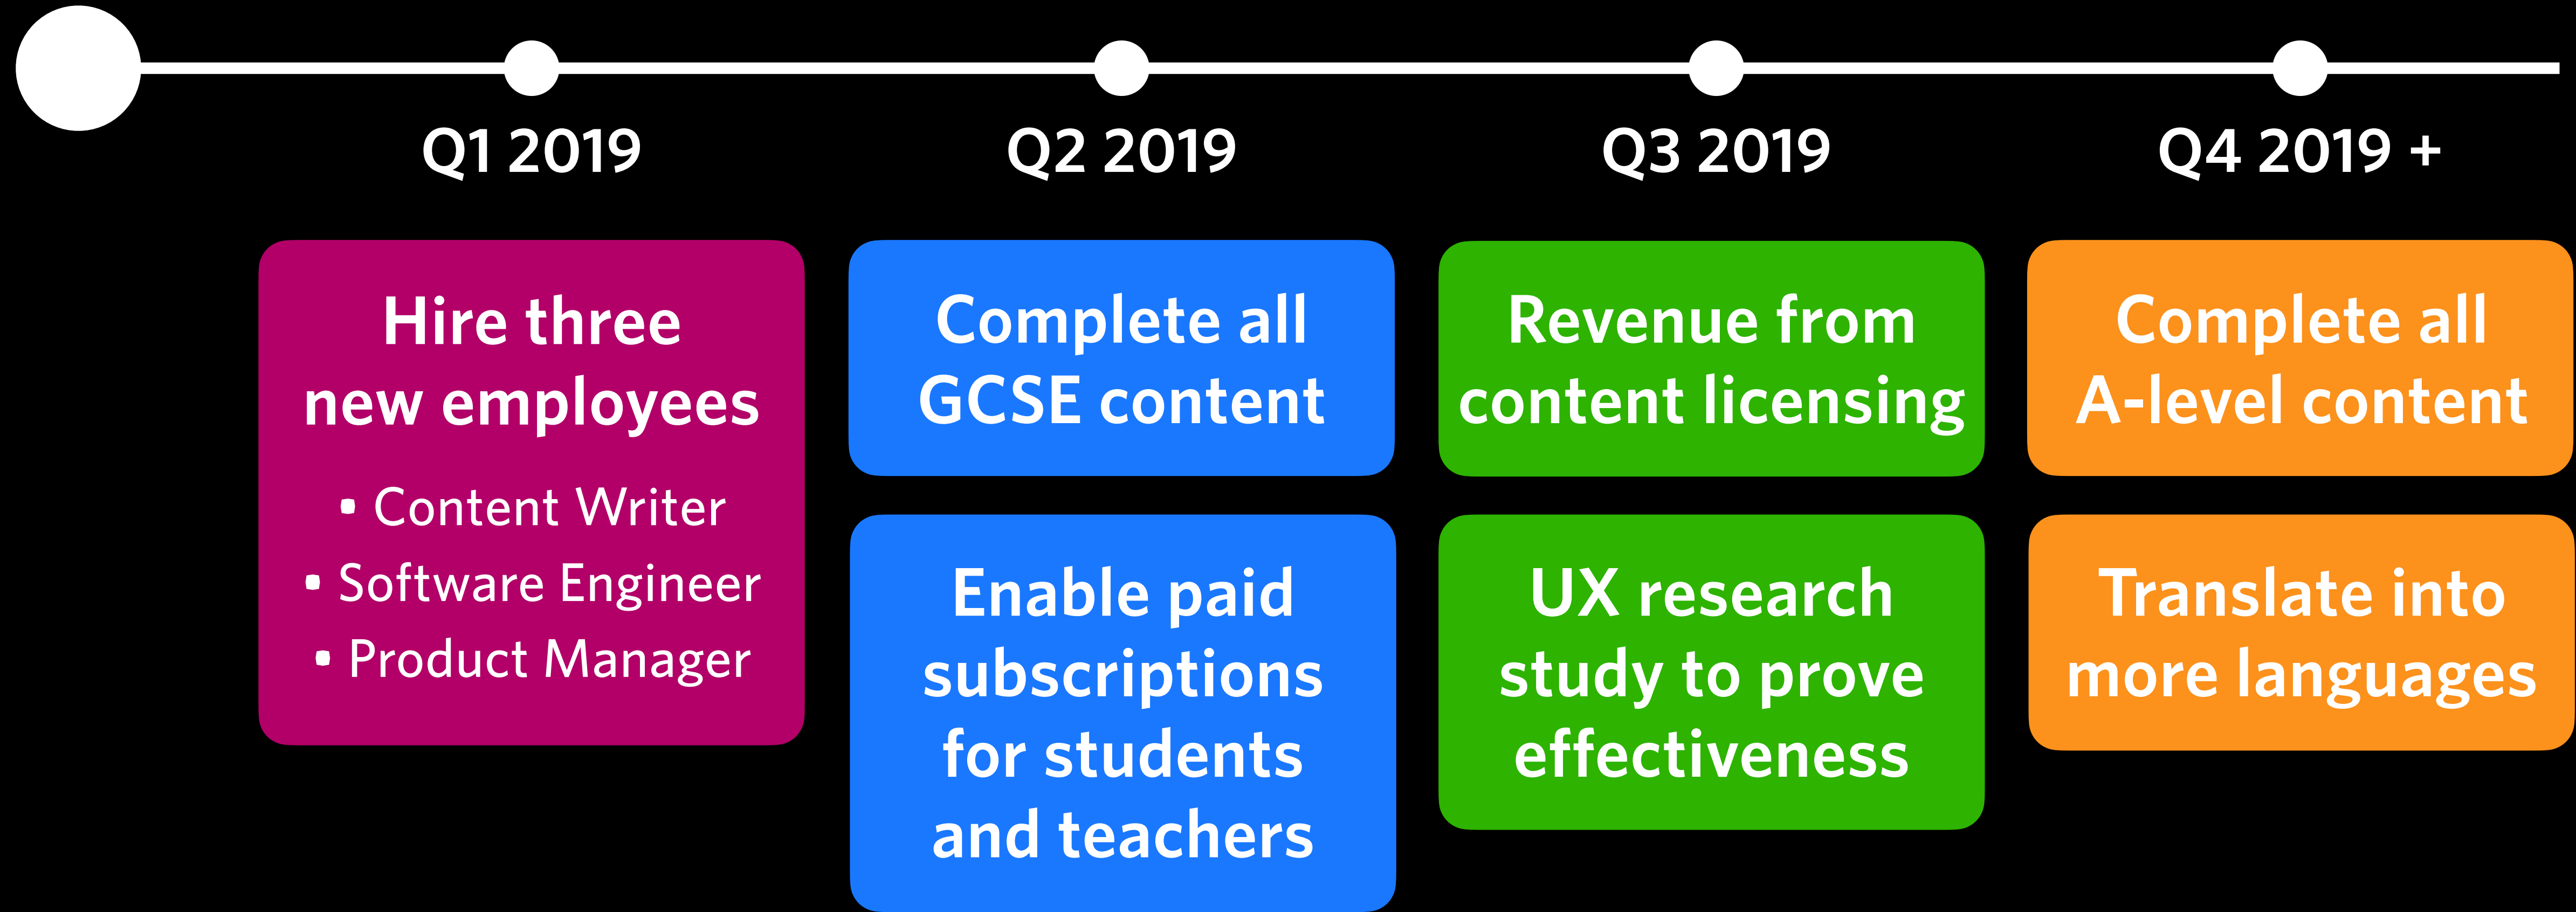 Q1 2019
Q2 2019
Q3 2019
Q4 2019 +
Hire three
new employees
• Content Writer
• Software Engineer
• Product Manager
Complete all
GCSE content
Enable paid
subscriptions
for students
and teachers
Revenue from
content licensing
UX research
study to prove
effectiveness
Complete all
A-level content
Translate into
more languages